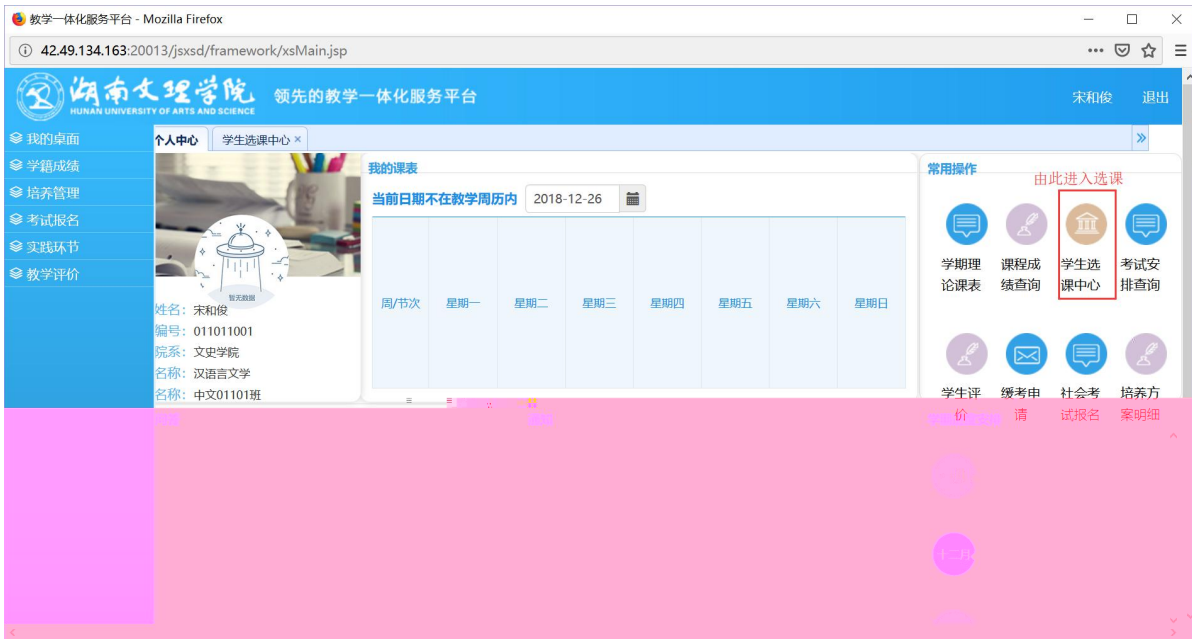 教学一体化服务平台 - Mozilla Firefox
42.49.134.163:20013/jsxsd/framework/xsMain.jsp
湖南文理学院
HUNAN UNIVERSITY OF ARTS AND SCIENCE
领先的教学一体化服务平台
宋和俊 退出
我的桌面
学籍成绩
培养管理
考试报名
实践环节
教学评价
个人中心 学生选课中心 ×
暂无数据
姓名: 宋和俊
编号: 011011001
院系: 文史学院
名称: 汉语言文学
名称: 中文01101班
我的课表
当前日期不在教学周历内 2018-12-26
周/节次 星期一 星期二 星期三 星期四 星期五 星期六 星期日
常用操作
由此进入选课
学期理论课表
课程成绩查询
学生选课中心
考试安排查询
学生评价
缓考申请
社会考试报名
培养方案明细
十二月